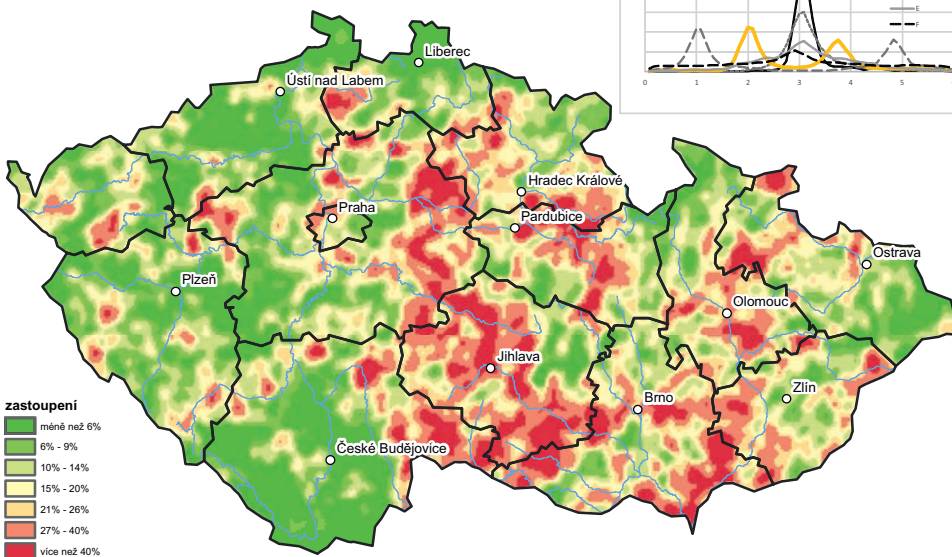 E
F
0 1 2 3 4 5
Liberec
Ústí nad Labem
Hradec Králové
Praha
Pardubice
Ostrava
Plzeň
Olomouc
Jihlava
Zlín
Brno
České Budějovice
zastoupení
méně než 6%
6% - 9%
10% - 14%
15% - 20%
21% - 26%
27% - 40%
více než 40%